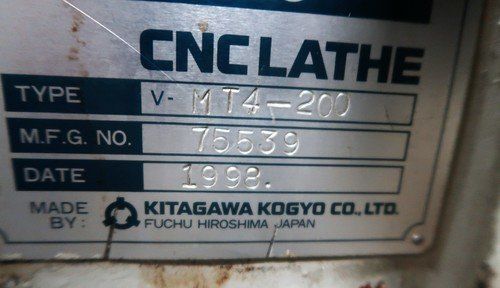 CNC LATHE
TYPE V- MT4-200
M.F.G. NO. 75539
DATE 1998.
MADE BY: KITAGAWA KOGYO CO., LTD.
FUCHU HIROSHIMA JAPAN